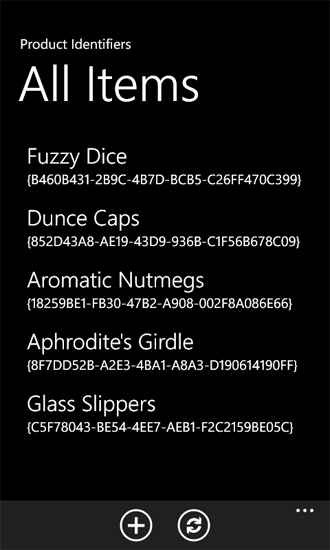 Product Identifiers
All Items
Fuzzy Dice
{B460B431-2B9C-4B7D-BCB5-C26FF470C399}
Dunce Caps
{852D43A8-AE19-43D9-936B-C1F56B678C09}
Aromatic Nutmegs
{18259BE1-FB30-47B2-A908-002F8A086E66}
Aphrodite's Girdle
{8F7DD52B-A2E3-4BA1-A8A3-D190614190FF}
Glass Slippers
{C5F78043-BE54-4EE7-AEB1-F2C2159BE05C}